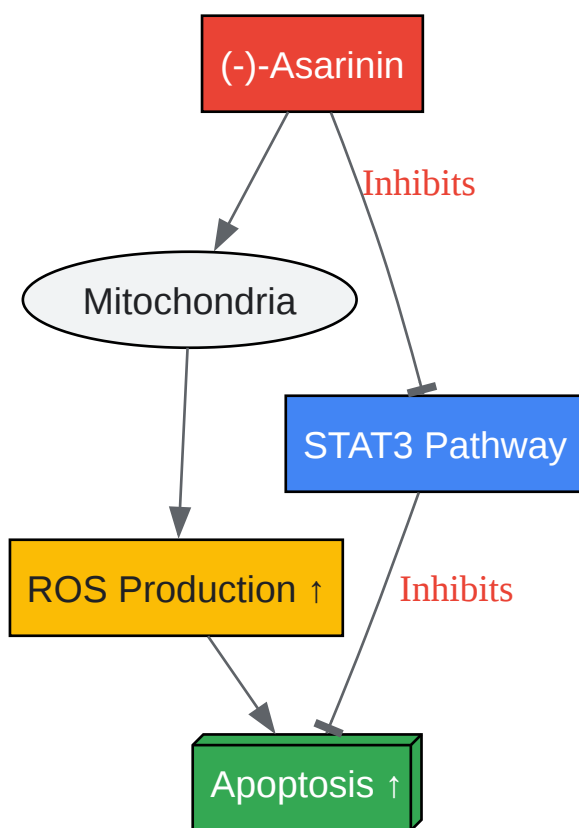 (-)-Asarinin
Inhibits
Mitochondria
STAT3 Pathway
ROS Production ↑
Inhibits
Apoptosis ↑